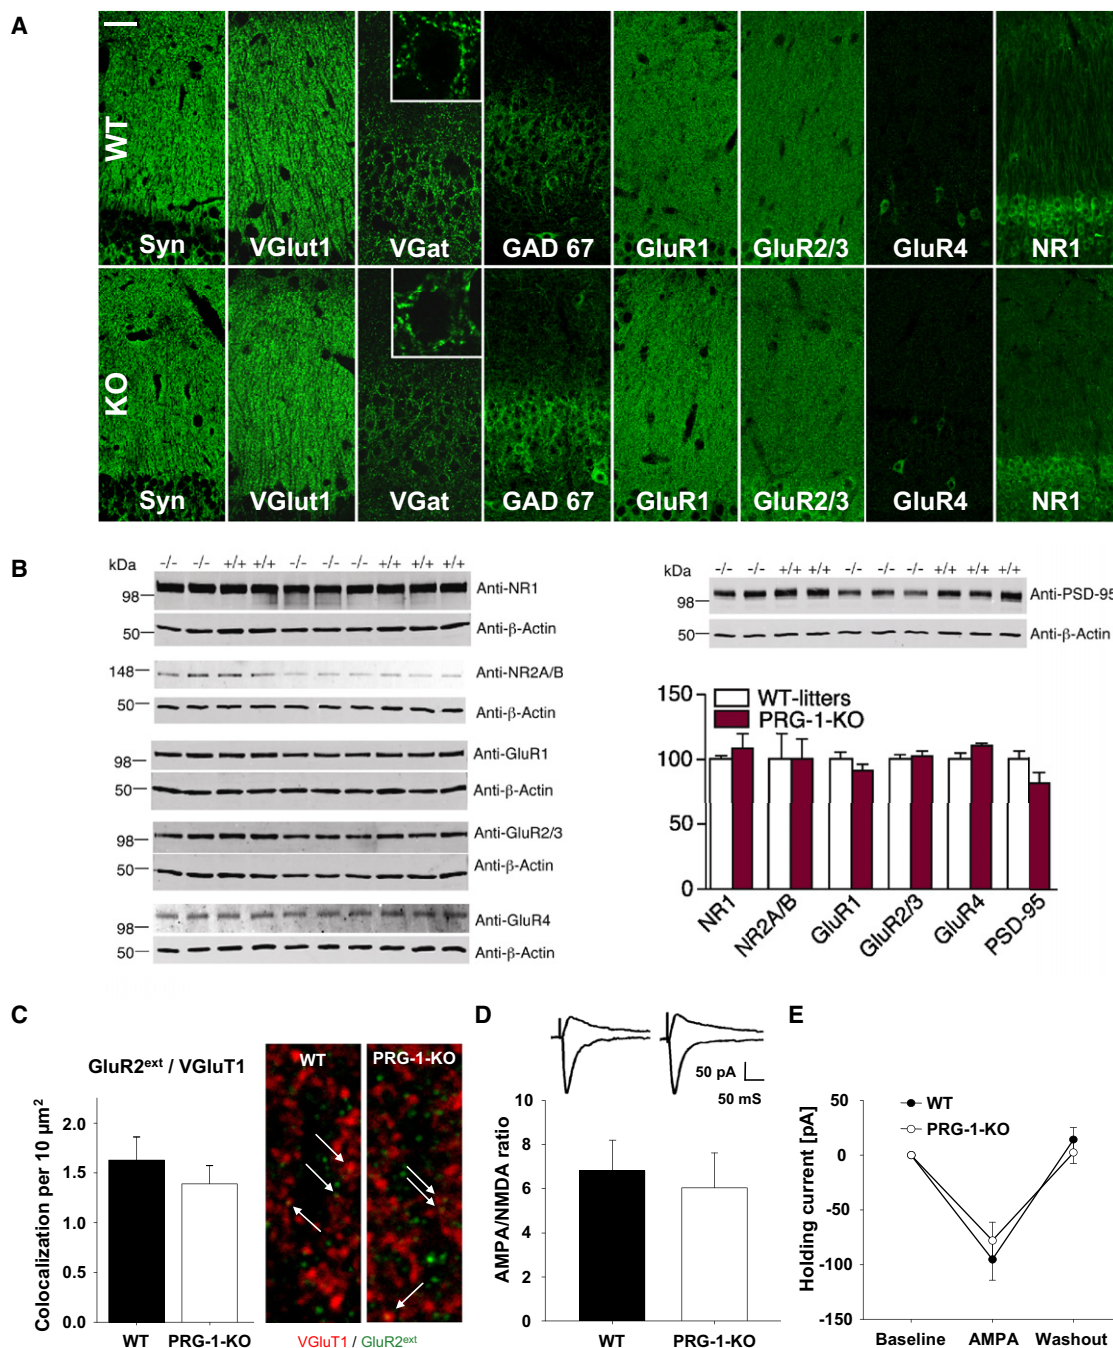 A
WT
Syn VGlut1 VGat GAD 67 GluR1 GluR2/3 GluR4 NR1
KO
Syn VGlut1 VGat GAD 67 GluR1 GluR2/3 GluR4 NR1
B
kDa -/- -/- +/+ +/+ -/- -/- -/- +/+ +/+ +/+
98 Anti-NR1
50 Anti-β-Actin
148 Anti-NR2A/B
50 Anti-β-Actin
98 Anti-GluR1
50 Anti-β-Actin
98 Anti-GluR2/3
50 Anti-β-Actin
98 Anti-GluR4
50 Anti-β-Actin
kDa -/- -/- +/+ +/+ -/- -/- -/- +/+ +/+ +/+
98 Anti-PSD-95
50 Anti-β-Actin
150
100
50
0
WT-litters
PRG-1-KO
NR1 NR2A/B GluR1 GluR2/3 GluR4 PSD-95
C
GluR2ext / VGluT1
Colocalization per 10 µm2
2.0
1.5
1.0
0.5
0.0
WT PRG-1-KO
WT PRG-1-KO
VGluT1 / GluR2ext
D
50 pA
50 mS
AMPA/NMDA ratio
10
8
6
4
2
0
WT PRG-1-KO
E
Holding current [pA]
50
0
-50
-100
-150
WT
PRG-1-KO
Baseline AMPA Washout